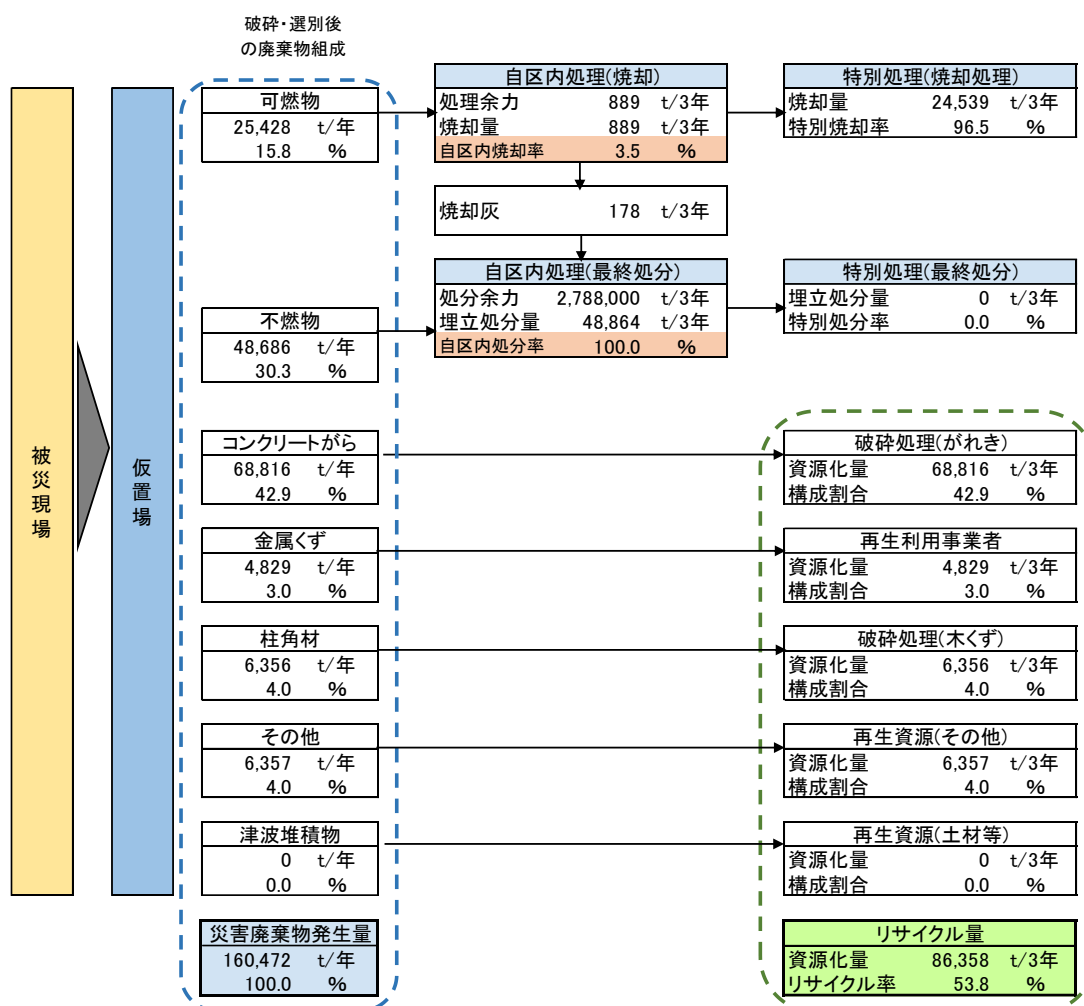 破砕・選別後
の廃棄物組成
被災現場
仮置場
可燃物
25,428 t/年
15.8 %
自区内処理(焼却)
処理余力 889 t/3年
焼却量 889 t/3年
自区内焼却率 3.5 %
特別処理(焼却処理)
焼却量 24,539 t/3年
特別焼却率 96.5 %
焼却灰 178 t/3年
不燃物
48,686 t/年
30.3 %
自区内処理(最終処分)
処分余力 2,788,000 t/3年
埋立処分量 48,864 t/3年
自区内処分率 100.0 %
特別処理(最終処分)
埋立処分量 0 t/3年
特別処分率 0.0 %
コンクリートがら
68,816 t/年
42.9 %
破砕処理(がれき)
資源化量 68,816 t/3年
構成割合 42.9 %
金属くず
4,829 t/年
3.0 %
再生利用事業者
資源化量 4,829 t/3年
構成割合 3.0 %
柱角材
6,356 t/年
4.0 %
破砕処理(木くず)
資源化量 6,356 t/3年
構成割合 4.0 %
その他
6,357 t/年
4.0 %
再生資源(その他)
資源化量 6,357 t/3年
構成割合 4.0 %
津波堆積物
0 t/年
0.0 %
再生資源(土材等)
資源化量 0 t/3年
構成割合 0.0 %
災害廃棄物発生量
160,472 t/年
100.0 %
リサイクル量
資源化量 86,358 t/3年
リサイクル率 53.8 %